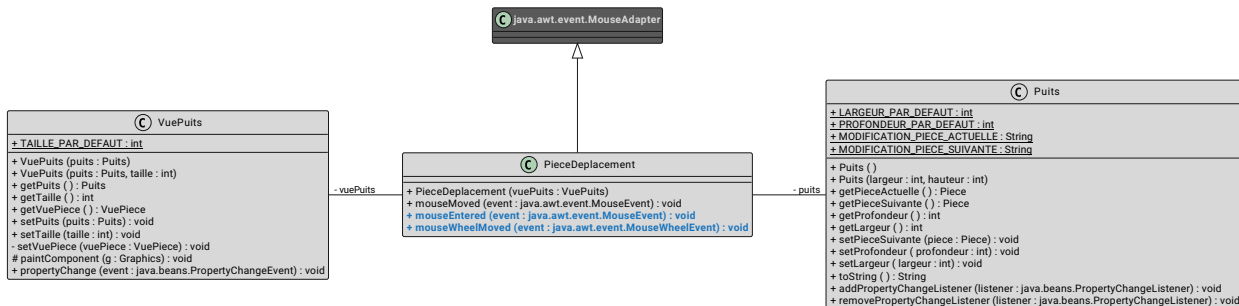 C java.awt.event.MouseAdapter
C VuePuits
+ TAILLE_PAR_DEFAUT : int
+ VuePuits (puits : Puits)
+ VuePuits (puits : Puits, taille : int)
+ getPuits ( ) : Puits
+ getTaille ( ) : int
+ getVuePiece ( ) : VuePiece
+ setPuits (puits : Puits) : void
+ setTaille (taille : int) : void
- setVuePiece (vuePiece : VuePiece) : void
# paintComponent (g : Graphics) : void
+ propertyChange (event : java.beans.PropertyChangeEvent) : void
- vuePuits
C PieceDeplacement
+ PieceDeplacement (vuePuits : VuePuits)
+ mouseMoved (event : java.awt.event.MouseEvent) : void
+ mouseEntered (event : java.awt.event.MouseEvent) : void
+ mouseWheelMoved (event : java.awt.event.MouseWheelEvent) : void
- puits
C Puits
+ LARGEUR_PAR_DEFAUT : int
+ PROFONDEUR_PAR_DEFAUT : int
+ MODIFICATION_PIECE_ACTUELLE : String
+ MODIFICATION_PIECE_SUIVANTE : String
+ Puits ( )
+ Puits (largeur : int, hauteur : int)
+ getPieceActuelle ( ) : Piece
+ getPieceSuivante ( ) : Piece
+ getProfondeur ( ) : int
+ getLargeur ( ) : int
+ setPieceSuivante (piece : Piece) : void
+ setProfondeur ( profondeur : int) : void
+ setLargeur ( largeur : int) : void
+ toString ( ) : String
+ addPropertyChangeListener (listener : java.beans.PropertyChangeListener) : void
+ removePropertyChangeListener (listener : java.beans.PropertyChangeListener) : void